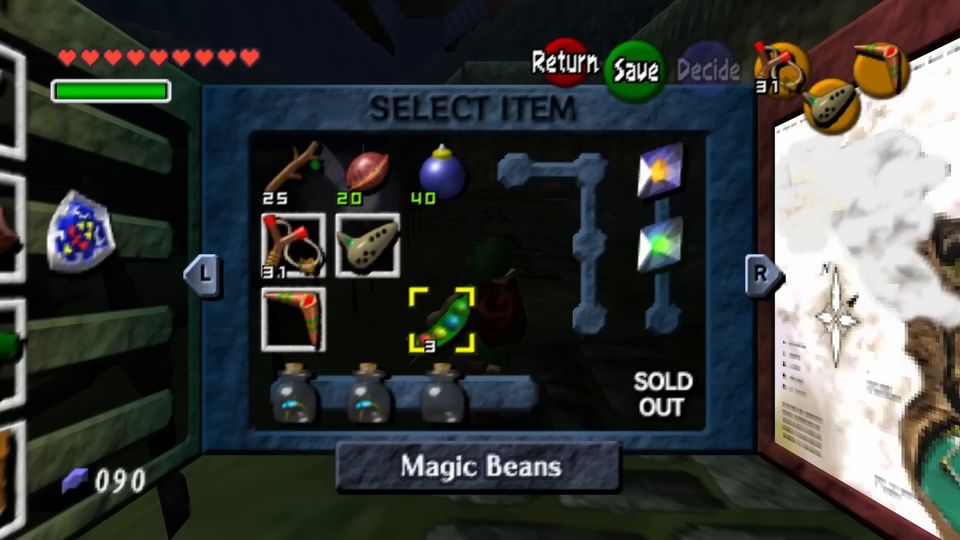 Return Save Decide
31
SELECT ITEM
25 20 40
31
L R
3
SOLD
OUT
Magic Beans
090